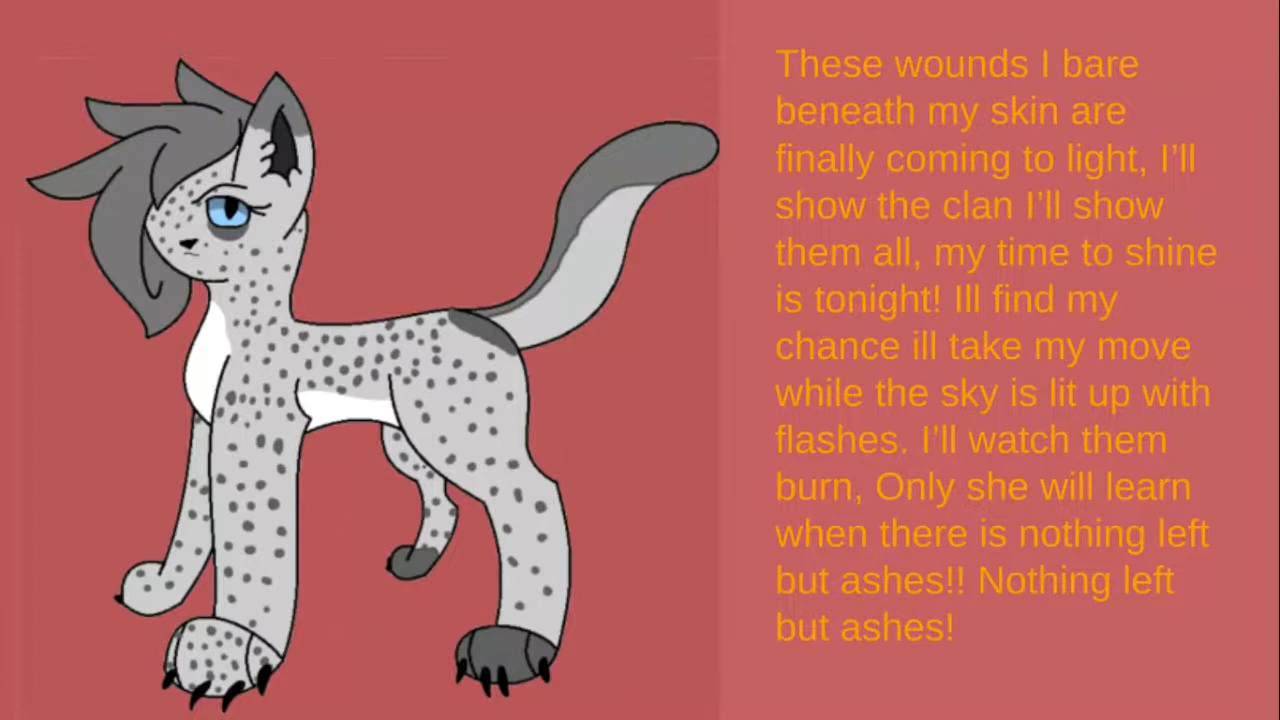 These wounds I bare
beneath my skin are
finally coming to light, I’ll
show the clan I’ll show
them all, my time to shine
is tonight! Ill find my
chance ill take my move
while the sky is lit up with
flashes. I’ll watch them
burn, Only she will learn
when there is nothing left
but ashes!! Nothing left
but ashes!